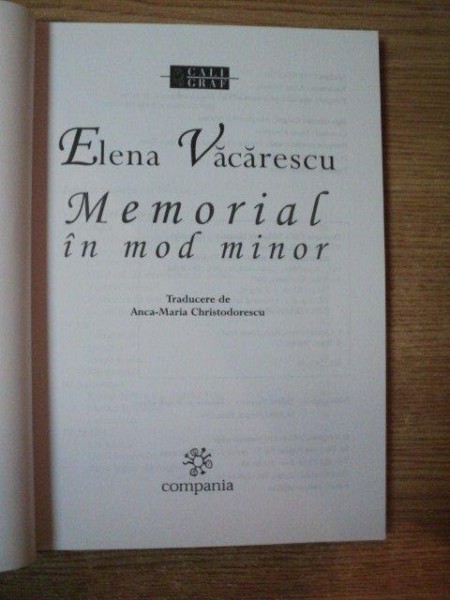 CALI
GRAF
Elena Văcărescu
Memorial
în mod minor
Traducere de
Anca-Maria Christodorescu
compania